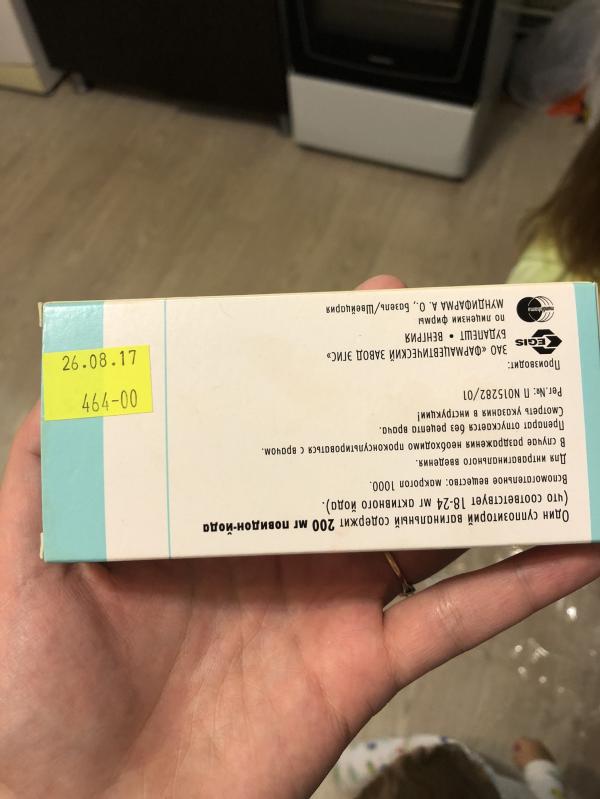 Один суппозиторий вагинальный содержит 200 мг повидон-йода
(что соответствует 18-24 мг активного йода).
Вспомогательное вещество: макрогол 1000.
Для интравагинального введения.
В случае раздражения необходимо проконсультироваться с врачом.
Препарат отпускается без рецепта врача.
Смотреть указания в инструкции!
Рег.№: П N015282/01
Производит:
ЗАО «ФАРМАЦЕВТИЧЕСКИЙ ЗАВОД ЭГИС»
БУДАПЕШТ • ВЕНГРИЯ
EGIS
по лицензии фирмы
МУНДИФАРМА А. О., Базель/Швейцария
mundipharma
26.08.17
464-00